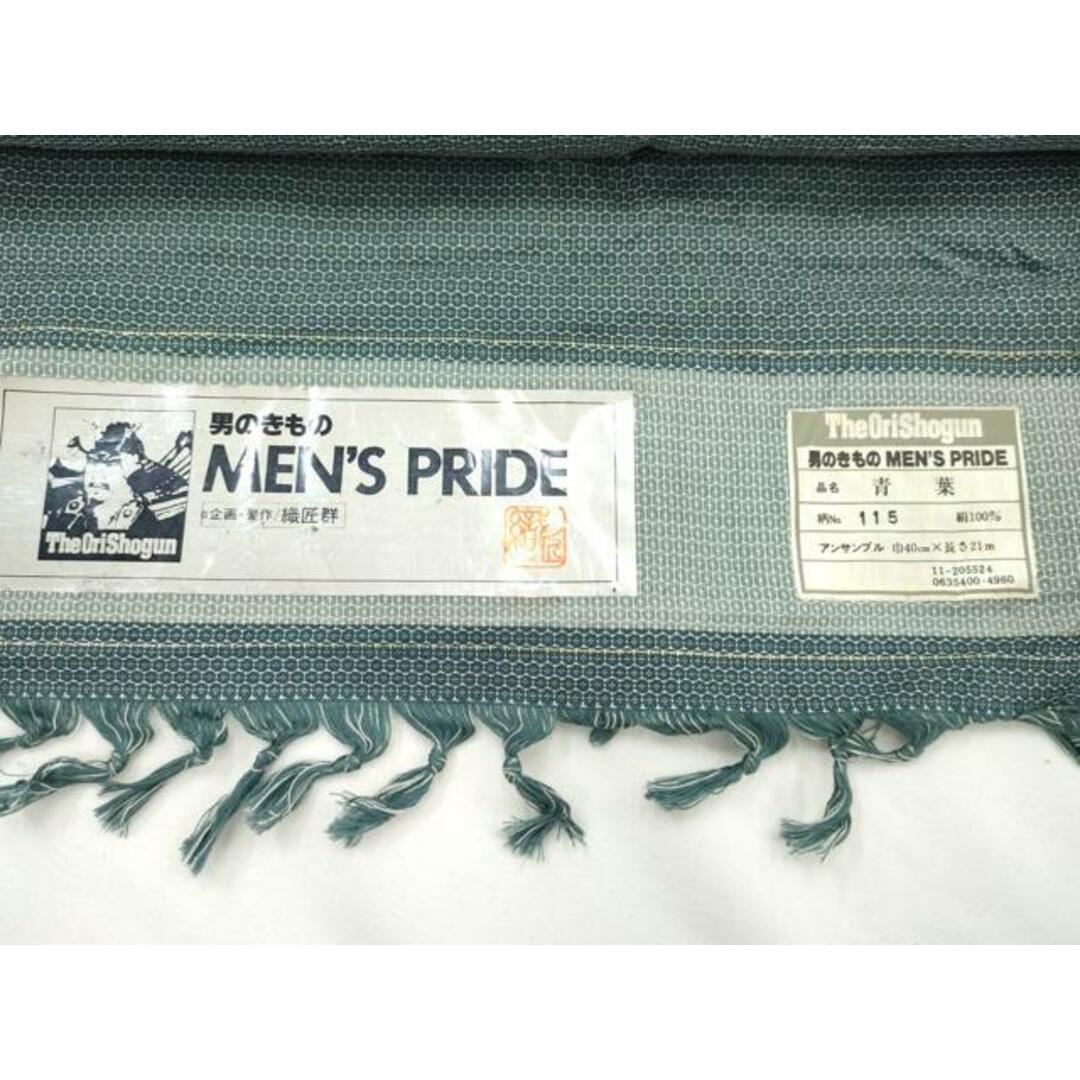 男のきもの
MEN'S PRIDE
企画・製作/織匠群
TheOriShogun
TheOriShogun
男のきもの MEN'S PRIDE
品名 青葉
柄No. 115 絹100%
アンサンブル 巾40cm×長さ21m
11-205524
0635400-4960